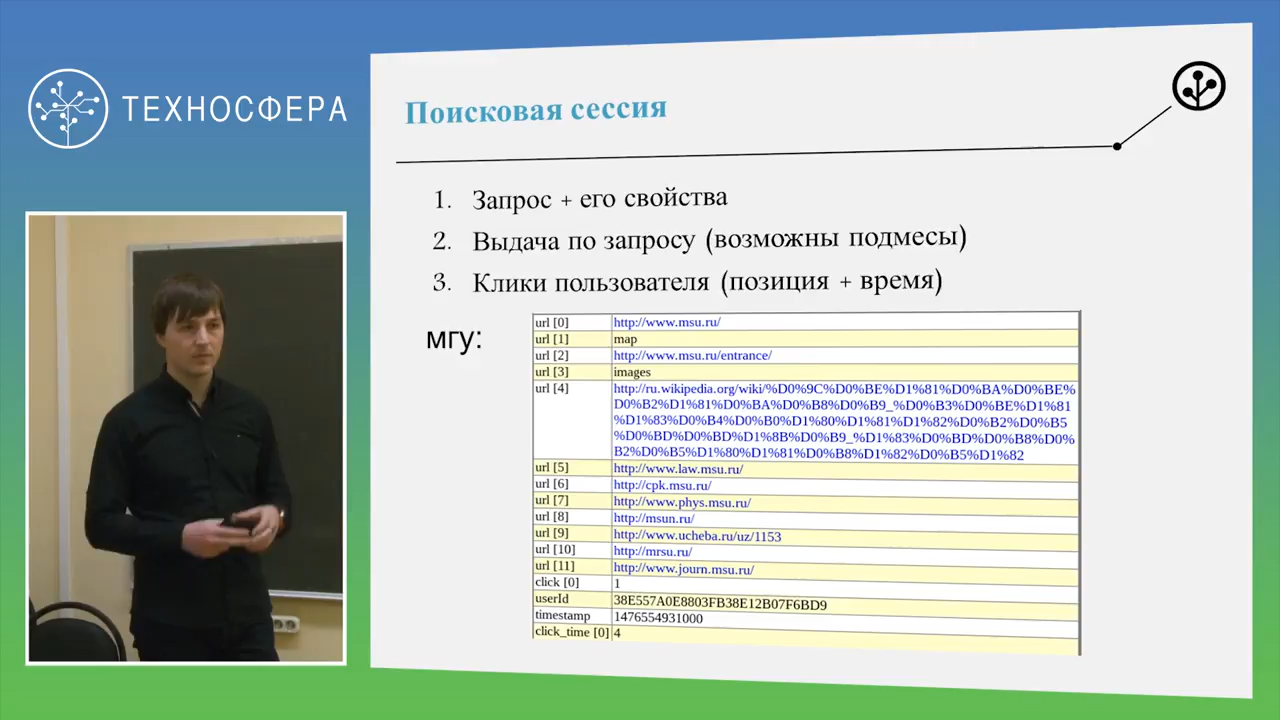 ТЕХНОСФЕРА
Поисковая сессия
1. Запрос + его свойства
2. Выдача по запросу (возможны подмесы)
3. Клики пользователя (позиция + время)
мгу:
url [0] http://www.msu.ru/
url [1] map
url [2] http://www.msu.ru/entrance/
url [3] images
url [4] http://ru.wikipedia.org/wiki/%D0%9C%D0%BE%D1%81%D0%BA%D0%BE%
D0%B2%D1%81%D0%BA%D0%B8%D0%B9_%D0%B3%D0%BE%D1%81
%D1%83%D0%B4%D0%B0%D1%80%D1%81%D1%82%D0%B2%D0%B5
%D0%BD%D0%BD%D1%8B%D0%B9_%D1%83%D0%BD%D0%B8%D0%
B2%D0%B5%D1%80%D1%81%D0%B8%D1%82%D0%B5%D1%82
url [5] http://www.law.msu.ru/
url [6] http://cpk.msu.ru/
url [7] http://www.phys.msu.ru/
url [8] http://msun.ru/
url [9] http://www.ucheba.ru/uz/1153
url [10] http://mrsu.ru/
url [11] http://www.journ.msu.ru/
click [0] 1
userId 38E557A0E8803FB38E12B07F6BD9
timestamp 1476554931000
click_time [0] 4